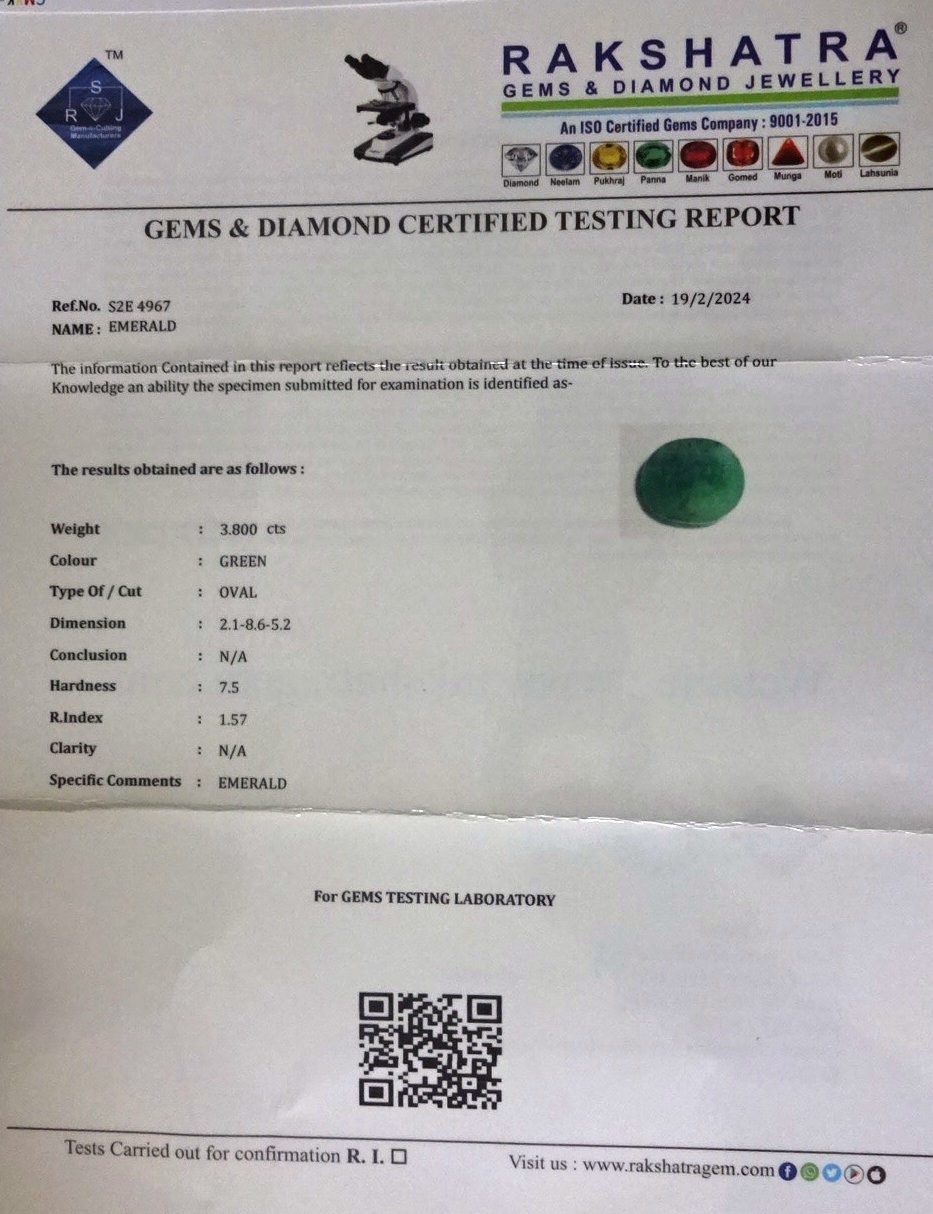 TM
S
R J
Gem-n-Cutting
Manufacturers
RAKSHATRA®
GEMS & DIAMOND JEWELLERY
An ISO Certified Gems Company : 9001-2015
Diamond Neelam Pukhraj Panna Manik Gomed Munga Moti Lahsunia
GEMS & DIAMOND CERTIFIED TESTING REPORT
Ref.No. S2E 4967
Date : 19/2/2024
NAME : EMERALD
The information Contained in this report reflects the result obtained at the time of issue. To the best of our
Knowledge an ability the specimen submitted for examination is identified as-
The results obtained are as follows :
Weight : 3.800 cts
Colour : GREEN
Type Of / Cut : OVAL
Dimension : 2.1-8.6-5.2
Conclusion : N/A
Hardness : 7.5
R.Index : 1.57
Clarity : N/A
Specific Comments : EMERALD
For GEMS TESTING LABORATORY
Tests Carried out for confirmation R. I. ☐
Visit us : www.rakshatragem.com